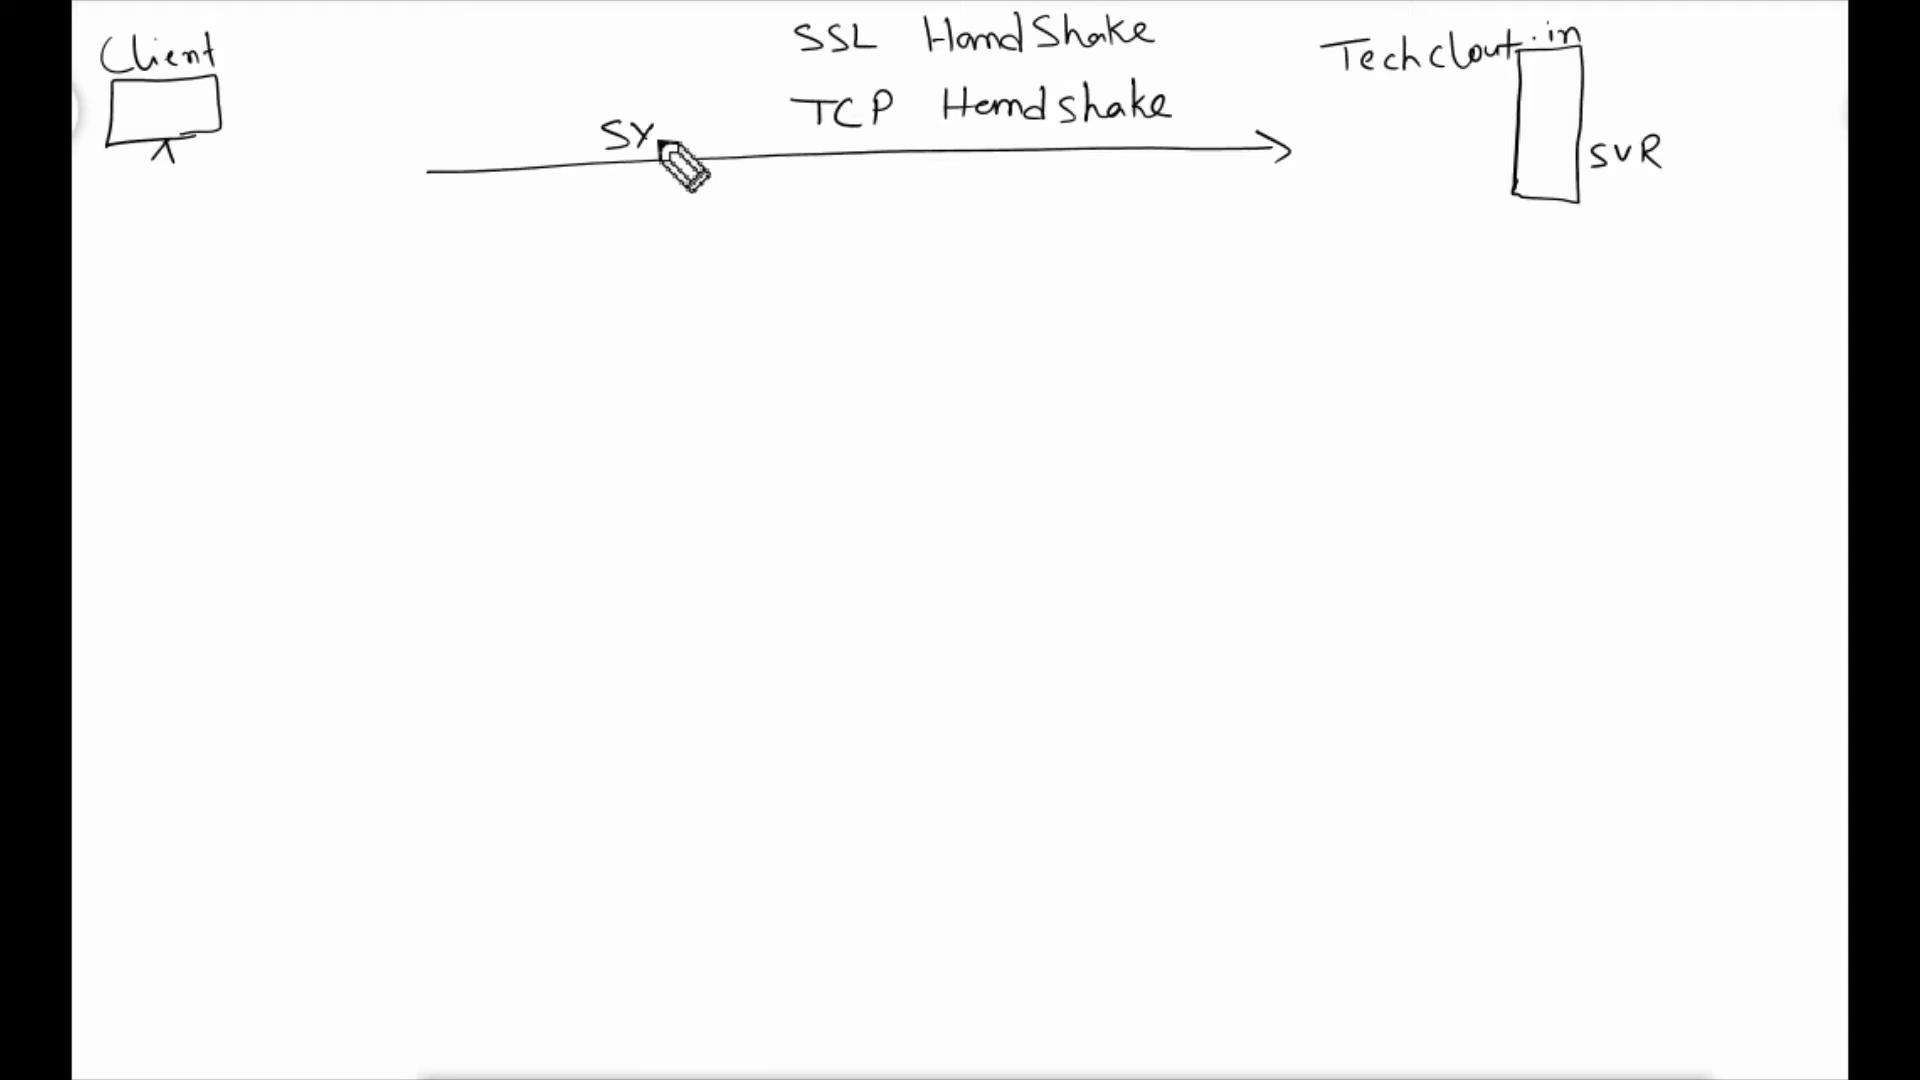 Client
SSL HandShake
Techclout.in
TCP Handshake
SY
SVR